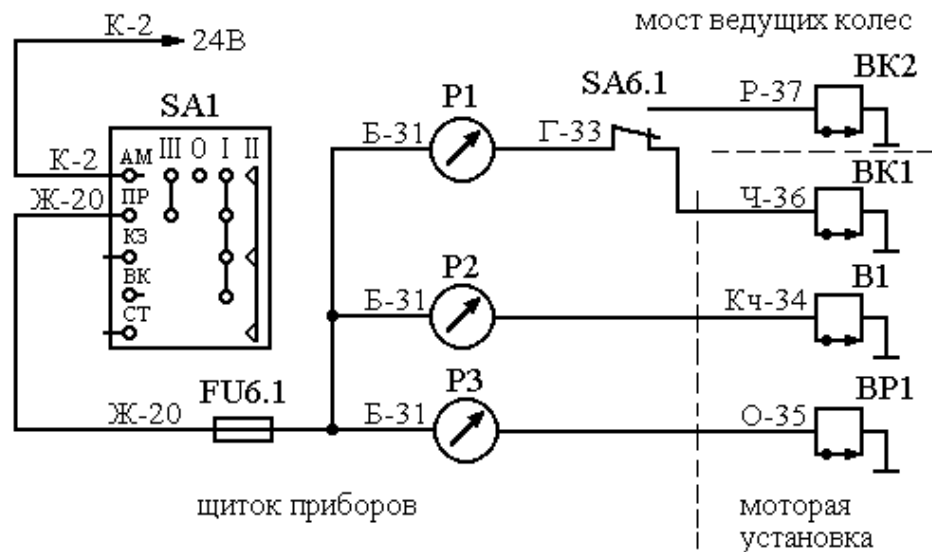 К-2
24В
мост ведущих колес
SA1
P1
SA6.1
ВК2
Р-37
К-2
АМ III 0 I II
Б-31
Г-33
Ж-20
ПР
ВК1
Ч-36
КЗ
ВК
СТ
P2
В1
Б-31
Кч-34
FU6.1
P3
ВР1
Ж-20
Б-31
О-35
щиток приборов
моторая
установка